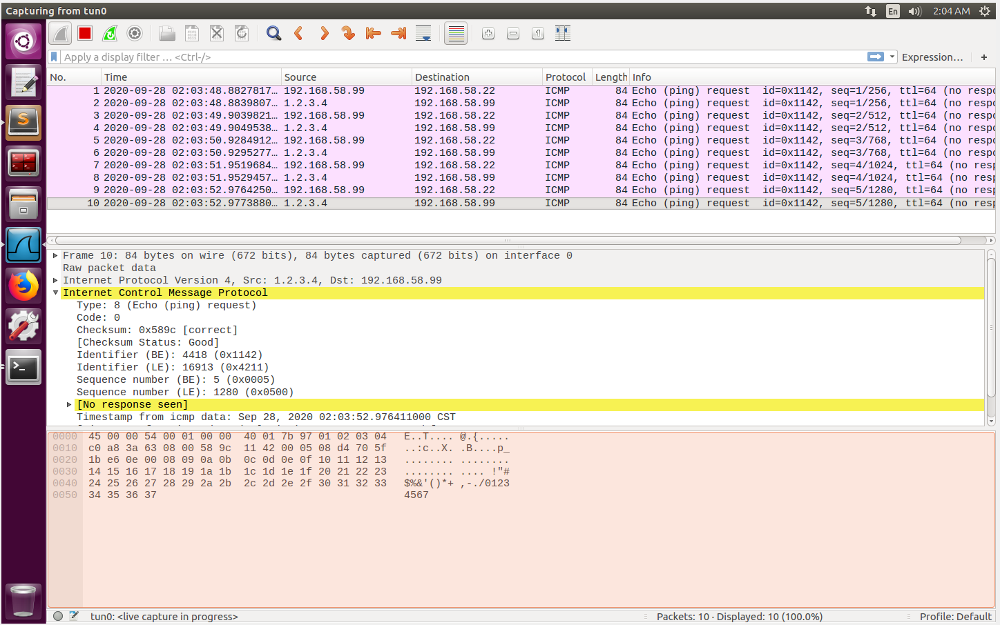 Capturing from tun0
En
2:04 AM
Apply a display filter … <Ctrl-/>
Expression…
+
No. Time Source Destination Protocol Length Info
1 2020-09-28 02:03:48.8827817… 192.168.58.99 192.168.58.22 ICMP 84 Echo (ping) request id=0x1142, seq=1/256, ttl=64 (no respo
2 2020-09-28 02:03:48.8839807… 1.2.3.4 192.168.58.99 ICMP 84 Echo (ping) request id=0x1142, seq=1/256, ttl=64 (no respo
3 2020-09-28 02:03:49.9039821… 192.168.58.99 192.168.58.22 ICMP 84 Echo (ping) request id=0x1142, seq=2/512, ttl=64 (no respo
4 2020-09-28 02:03:49.9049538… 1.2.3.4 192.168.58.99 ICMP 84 Echo (ping) request id=0x1142, seq=2/512, ttl=64 (no respo
5 2020-09-28 02:03:50.9284912… 192.168.58.99 192.168.58.22 ICMP 84 Echo (ping) request id=0x1142, seq=3/768, ttl=64 (no respo
6 2020-09-28 02:03:50.9295277… 1.2.3.4 192.168.58.99 ICMP 84 Echo (ping) request id=0x1142, seq=3/768, ttl=64 (no respo
7 2020-09-28 02:03:51.9519684… 192.168.58.99 192.168.58.22 ICMP 84 Echo (ping) request id=0x1142, seq=4/1024, ttl=64 (no resp
8 2020-09-28 02:03:51.9529457… 1.2.3.4 192.168.58.99 ICMP 84 Echo (ping) request id=0x1142, seq=4/1024, ttl=64 (no resp
9 2020-09-28 02:03:52.9764250… 192.168.58.99 192.168.58.22 ICMP 84 Echo (ping) request id=0x1142, seq=5/1280, ttl=64 (no resp
10 2020-09-28 02:03:52.9773880… 1.2.3.4 192.168.58.99 ICMP 84 Echo (ping) request id=0x1142, seq=5/1280, ttl=64 (no resp
Frame 10: 84 bytes on wire (672 bits), 84 bytes captured (672 bits) on interface 0
Raw packet data
Internet Protocol Version 4, Src: 1.2.3.4, Dst: 192.168.58.99
Internet Control Message Protocol
Type: 8 (Echo (ping) request)
Code: 0
Checksum: 0x589c [correct]
[Checksum Status: Good]
Identifier (BE): 4418 (0x1142)
Identifier (LE): 16913 (0x4211)
Sequence number (BE): 5 (0x0005)
Sequence number (LE): 1280 (0x0500)
[No response seen]
Timestamp from icmp data: Sep 28, 2020 02:03:52.976411000 CST
0000 45 00 00 54 00 01 00 00 40 01 7b 97 01 02 03 04 E..T.... @.{.....
0010 c0 a8 3a 63 08 00 58 9c 11 42 00 05 08 d4 70 5f ..:c..X. .B....p_
0020 1b e6 0e 00 08 09 0a 0b 0c 0d 0e 0f 10 11 12 13 ........ ........
0030 14 15 16 17 18 19 1a 1b 1c 1d 1e 1f 20 21 22 23 ........ .... !"#
0040 24 25 26 27 28 29 2a 2b 2c 2d 2e 2f 30 31 32 33 $%&'()*+ ,-./0123
0050 34 35 36 37 4567
tun0: <live capture in progress>
Packets: 10 · Displayed: 10 (100.0%)
Profile: Default